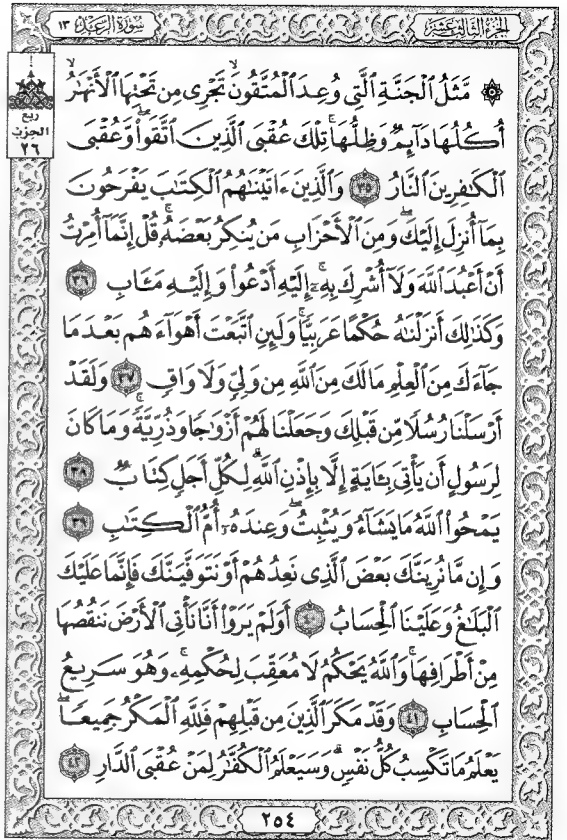 الجزء الثالث عشر
سورة الرعد ١٣
ربع
الحزب
٢٦
۞ مَّثَلُ ٱلْجَنَّةِ ٱلَّتِى وُعِدَ ٱلْمُتَّقُونَ ۖ تَجْرِى مِن تَحْتِهَا ٱلْأَنْهَٰرُ ۖ
أُكُلُهَا دَآئِمٌ وَظِلُّهَا ۚ تِلْكَ عُقْبَى ٱلَّذِينَ ٱتَّقَوا۟ ۖ وَّعُقْبَى
ٱلْكَٰفِرِينَ ٱلنَّارُ ٣٥ وَٱلَّذِينَ ءَاتَيْنَٰهُمُ ٱلْكِتَٰبَ يَفْرَحُونَ
بِمَآ أُنزِلَ إِلَيْكَ ۖ وَمِنَ ٱلْأَحْزَابِ مَن يُنكِرُ بَعْضَهُۥ ۚ قُلْ إِنَّمَآ أُمِرْتُ
أَنْ أَعْبُدَ ٱللَّهَ وَلَآ أُشْرِكَ بِهِۦٓ ۚ إِلَيْهِ أَدْعُوا۟ وَإِلَيْهِ مَـَٔابِ ٣٦
وَكَذَٰلِكَ أَنزَلْنَٰهُ حُكْمًا عَرَبِيًّا ۚ وَلَئِنِ ٱتَّبَعْتَ أَهْوَآءَهُم بَعْدَ مَا
جَآءَكَ مِنَ ٱلْعِلْمِ مَا لَكَ مِنَ ٱللَّهِ مِن وَلِىٍّ وَلَا وَاقٍ ٣٧ وَلَقَدْ
أَرْسَلْنَا رُسُلًا مِّن قَبْلِكَ وَجَعَلْنَا لَهُمْ أَزْوَٰجًا وَذُرِّيَّةً ۚ وَمَا كَانَ
لِرَسُولٍ أَن يَأْتِىَ بِـَٔايَةٍ إِلَّا بِإِذْنِ ٱللَّهِ ۗ لِكُلِّ أَجَلٍ كِتَابٌ ٣٨
يَمْحُوا۟ ٱللَّهُ مَا يَشَآءُ وَيُثْبِتُ ۖ وَعِندَهُۥٓ أُمُّ ٱلْكِتَٰبِ ٣٩
وَإِن مَّا نُرِيَنَّكَ بَعْضَ ٱلَّذِى نَعِدُهُمْ أَوْ نَتَوَفَّيَنَّكَ فَإِنَّمَا عَلَيْكَ
ٱلْبَلَٰغُ وَعَلَيْنَا ٱلْحِسَابُ ٤٠ أَوَلَمْ يَرَوْا۟ أَنَّا نَأْتِى ٱلْأَرْضَ نَنقُصُهَا
مِنْ أَطْرَافِهَا ۚ وَٱللَّهُ يَحْكُمُ لَا مُعَقِّبَ لِحُكْمِهِۦ ۚ وَهُوَ سَرِيعُ
ٱلْحِسَابِ ٤١ وَقَدْ مَكَرَ ٱلَّذِينَ مِن قَبْلِهِمْ فَلِلَّهِ ٱلْمَكْرُ جَمِيعًا ۖ
يَعْلَمُ مَا تَكْسِبُ كُلُّ نَفْسٍ ۗ وَسَيَعْلَمُ ٱلْكُفَّٰرُ لِمَنْ عُقْبَى ٱلدَّارِ ٤٢
٢٥٤